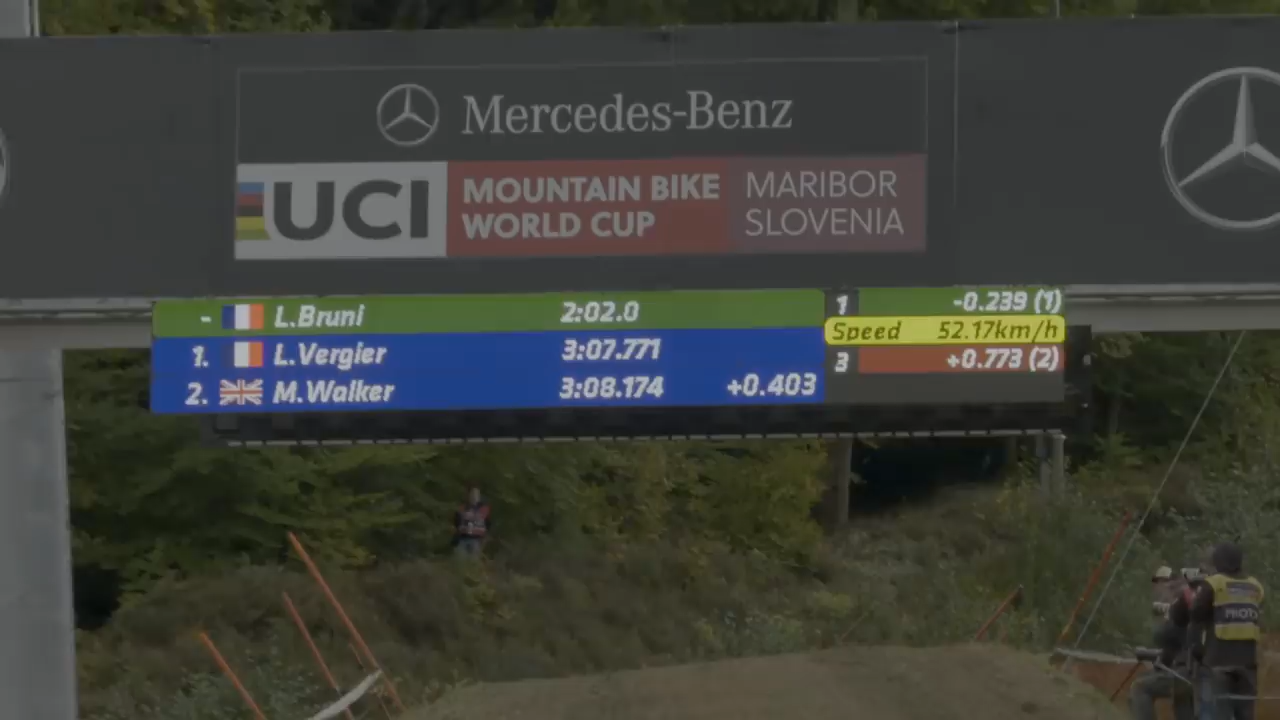 Mercedes-Benz
UCI
MOUNTAIN BIKE
WORLD CUP
MARIBOR
SLOVENIA
- L.Bruni 2:02.0
1. L.Vergier 3:07.771
2. M.Walker 3:08.174 +0.403
1 -0.239 (1)
Speed 52.17km/h
3 +0.773 (2)
PHOTO